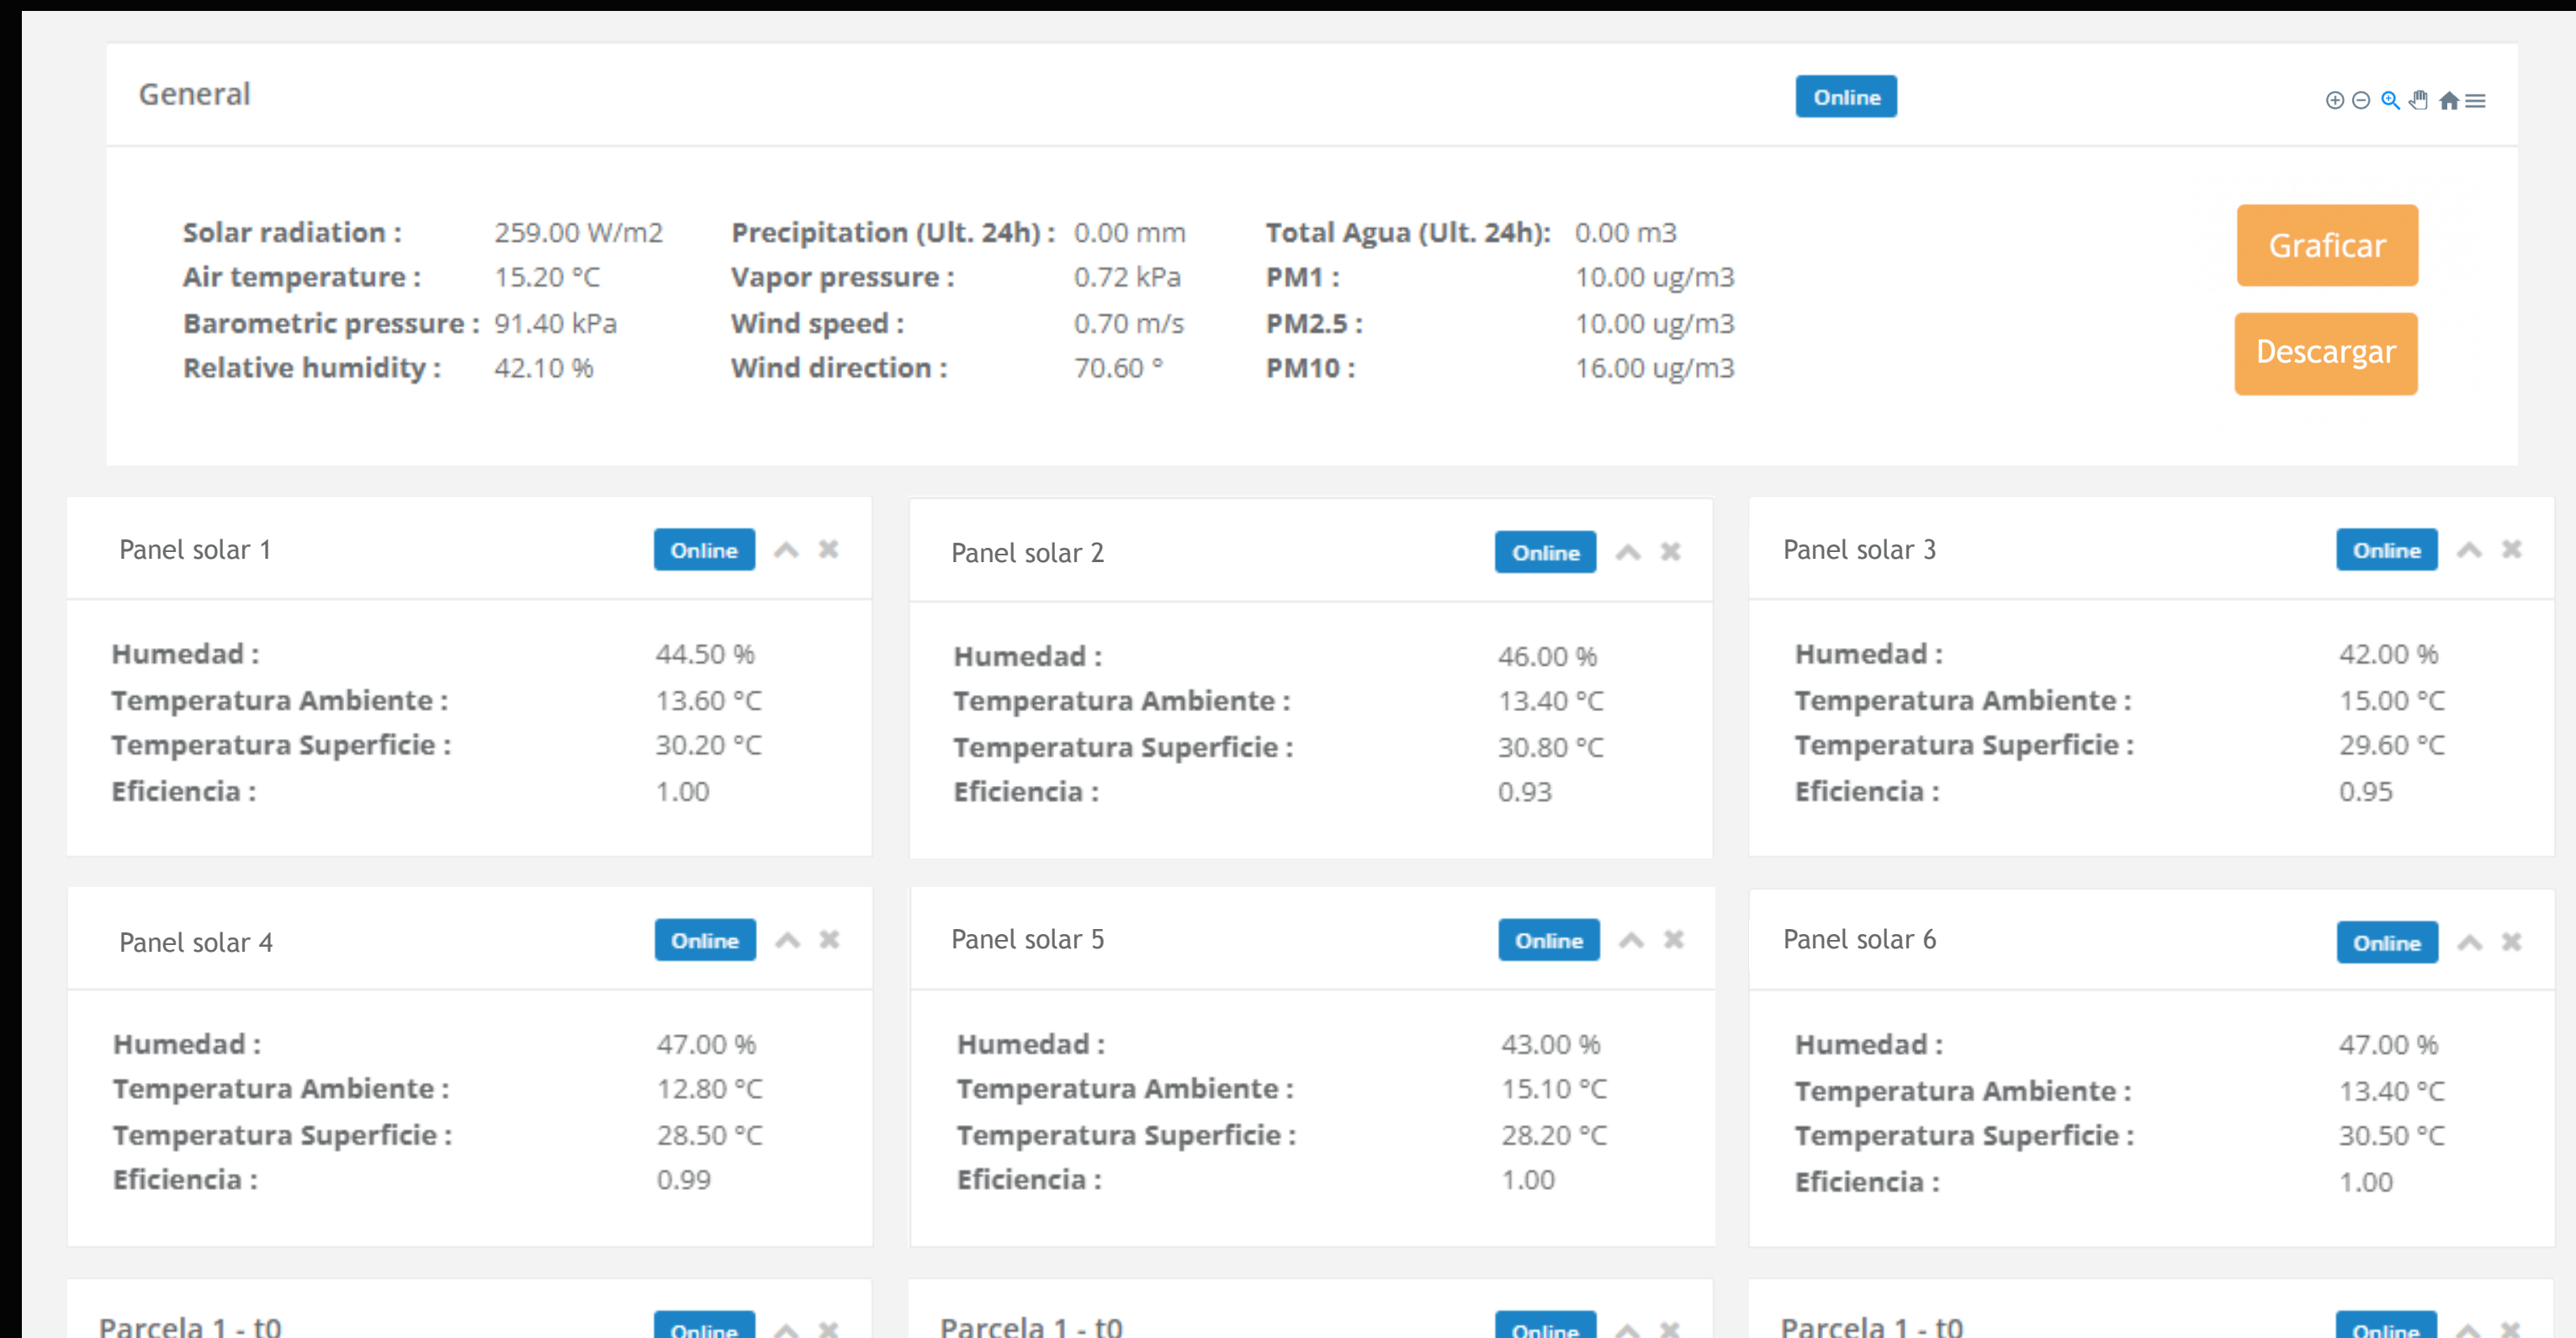 General Online
Solar radiation : 259.00 W/m2 Precipitation (Ult. 24h) : 0.00 mm Total Agua (Ult. 24h): 0.00 m3
Air temperature : 15.20 °C Vapor pressure : 0.72 kPa PM1 : 10.00 ug/m3
Barometric pressure : 91.40 kPa Wind speed : 0.70 m/s PM2.5 : 10.00 ug/m3
Relative humidity : 42.10 % Wind direction : 70.60 ° PM10 : 16.00 ug/m3
Graficar
Descargar
Panel solar 1 Online
Humedad : 44.50 %
Temperatura Ambiente : 13.60 °C
Temperatura Superficie : 30.20 °C
Eficiencia : 1.00
Panel solar 2 Online
Humedad : 46.00 %
Temperatura Ambiente : 13.40 °C
Temperatura Superficie : 30.80 °C
Eficiencia : 0.93
Panel solar 3 Online
Humedad : 42.00 %
Temperatura Ambiente : 15.00 °C
Temperatura Superficie : 29.60 °C
Eficiencia : 0.95
Panel solar 4 Online
Humedad : 47.00 %
Temperatura Ambiente : 12.80 °C
Temperatura Superficie : 28.50 °C
Eficiencia : 0.99
Panel solar 5 Online
Humedad : 43.00 %
Temperatura Ambiente : 15.10 °C
Temperatura Superficie : 28.20 °C
Eficiencia : 1.00
Panel solar 6 Online
Humedad : 47.00 %
Temperatura Ambiente : 13.40 °C
Temperatura Superficie : 30.50 °C
Eficiencia : 1.00
Parcela 1 - t0 Online
Parcela 1 - t0 Online
Parcela 1 - t0 Online